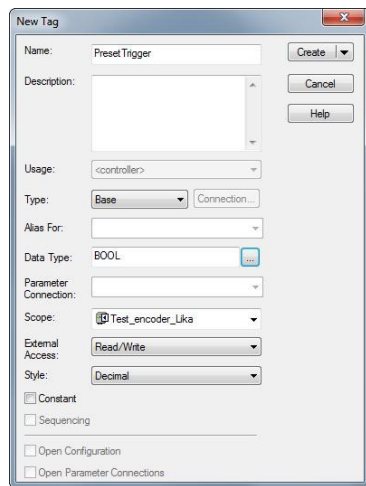 New Tag
Name: PresetTrigger Create
Description: Cancel
Help
Usage: <controller>
Type: Base Connection...
Alias For:
Data Type: BOOL ...
Parameter
Connection:
Scope: Test_encoder_Lika
External
Access: Read/Write
Style: Decimal
Constant
Sequencing
Open Configuration
Open Parameter Connections